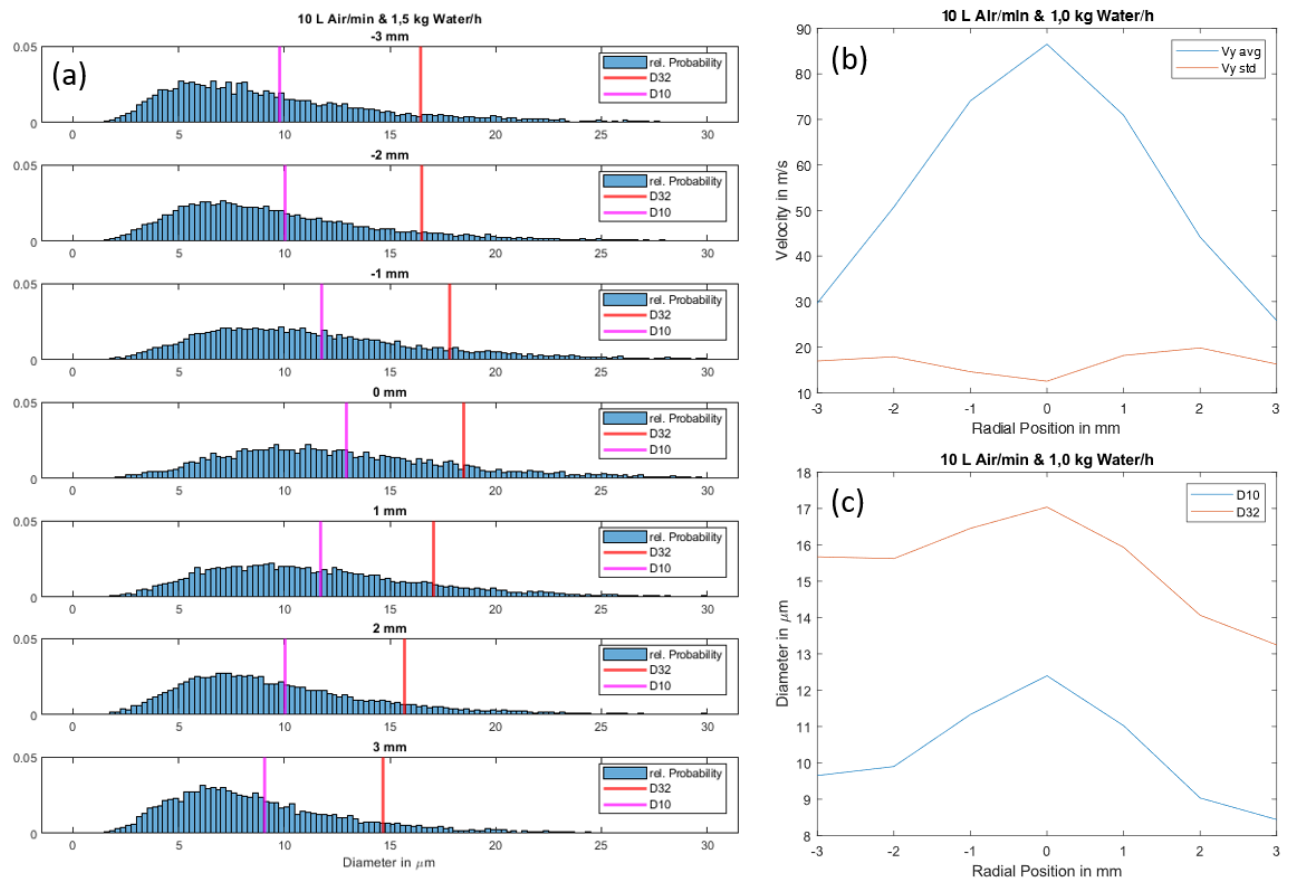 10 L Air/min & 1,5 kg Water/h
-3 mm
(a)
0.05
0
rel. Probability
D32
D10
0 5 10 15 20 25 30
-2 mm
0.05
0
rel. Probability
D32
D10
0 5 10 15 20 25 30
-1 mm
0.05
0
rel. Probability
D32
D10
0 5 10 15 20 25 30
0 mm
0.05
0
rel. Probability
D32
D10
0 5 10 15 20 25 30
1 mm
0.05
0
rel. Probability
D32
D10
0 5 10 15 20 25 30
2 mm
0.05
0
rel. Probability
D32
D10
0 5 10 15 20 25 30
3 mm
0.05
0
rel. Probability
D32
D10
0 5 10 15 20 25 30
Diameter in μm
10 L Air/min & 1,0 kg Water/h
(b)
Vy avg
Vy std
90
80
70
60
50
40
30
20
10
Velocity in m/s
-3 -2 -1 0 1 2 3
Radial Position in mm
10 L Air/min & 1,0 kg Water/h
(c)
D10
D32
18
17
16
15
14
13
12
11
10
9
8
Diameter in μm
-3 -2 -1 0 1 2 3
Radial Position in mm